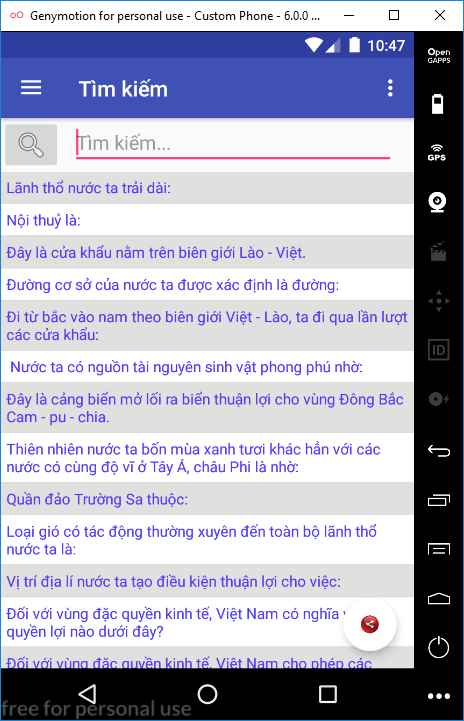 Genymotion for personal use - Custom Phone - 6.0.0 ...
10:47
Open
GAPPS
Tìm kiếm
Tìm kiếm...
GPS
Lãnh thổ nước ta trải dài:
Nội thuỷ là:
Đây là cửa khẩu nằm trên biên giới Lào - Việt.
Đường cơ sở của nước ta được xác định là đường:
Đi từ bắc vào nam theo biên giới Việt - Lào, ta đi qua lần lượt
các cửa khẩu:
ID
Nước ta có nguồn tài nguyên sinh vật phong phú nhờ:
Đây là cảng biển mở lối ra biển thuận lợi cho vùng Đông Bắc
Cam - pu - chia.
Thiên nhiên nước ta bốn mùa xanh tươi khác hẳn với các
nước có cùng độ vĩ ở Tây Á, châu Phi là nhờ:
Quần đảo Trường Sa thuộc:
Loại gió có tác động thường xuyên đến toàn bộ lãnh thổ
nước ta là:
Vị trí địa lí nước ta tạo điều kiện thuận lợi cho việc:
Đối với vùng đặc quyền kinh tế, Việt Nam có nghĩa
quyền lợi nào dưới đây?
Đối với vùng đặc quyền kinh tế, Việt Nam cho phép các
free for personal use